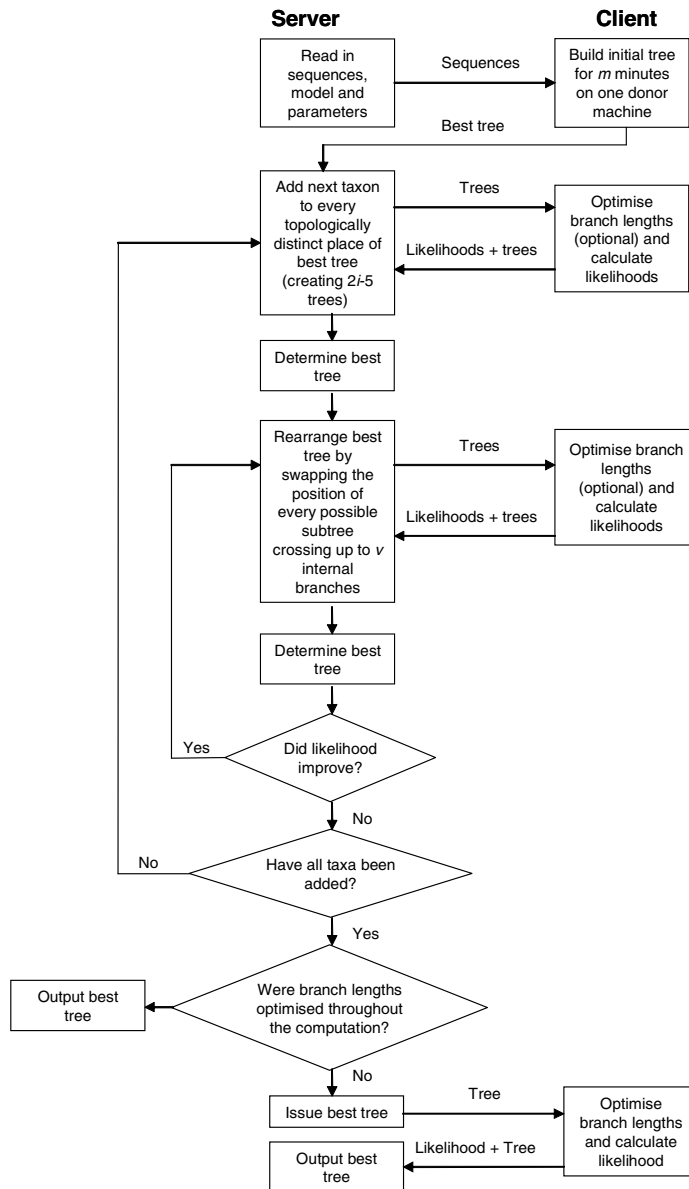 Server
Client
Read in
sequences,
model and
parameters
Sequences
Build initial tree
for m minutes
on one donor
machine
Best tree
Add next taxon
to every
topologically
distinct place of
best tree
(creating 2i-5
trees)
Trees
Likelihoods + trees
Optimise
branch lengths
(optional) and
calculate
likelihoods
Determine best
tree
Rearrange best
tree by
swapping the
position of
every possible
subtree
crossing up to v
internal
branches
Trees
Likelihoods + trees
Optimise branch
lengths
(optional) and
calculate
likelihoods
Determine best
tree
Did likelihood
improve?
Yes
No
Have all taxa been
added?
No
Yes
Were branch lengths
optimised throughout
the computation?
Output best
tree
No
Issue best tree
Tree
Optimise
branch lengths
and calculate
likelihood
Likelihood + Tree
Output best
tree